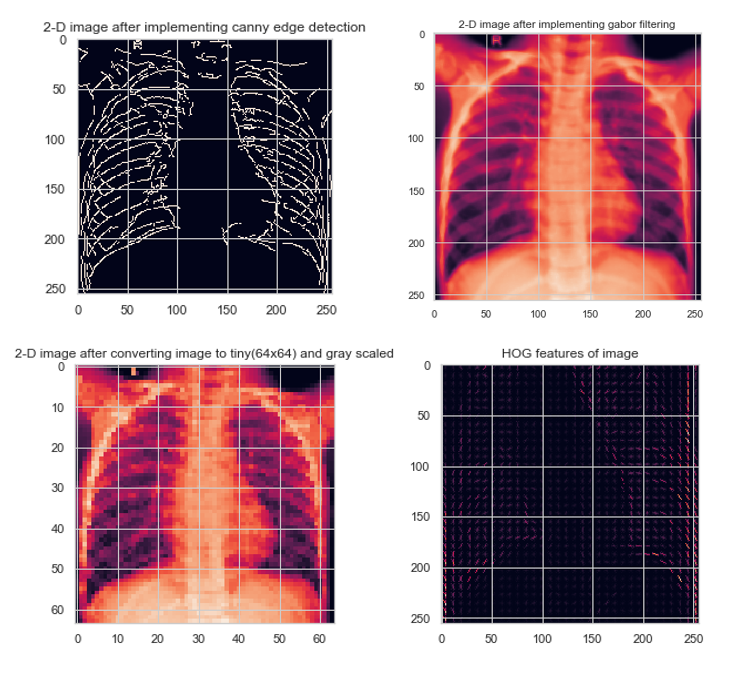 2-D image after implementing canny edge detection
0
50
100
150
200
250
0 50 100 150 200 250
2-D image after implementing gabor filtering
R
0
50
100
150
200
250
0 50 100 150 200 250
2-D image after converting image to tiny(64x64) and gray scaled
0
10
20
30
40
50
60
0 10 20 30 40 50 60
HOG features of image
0
50
100
150
200
250
0 50 100 150 200 250